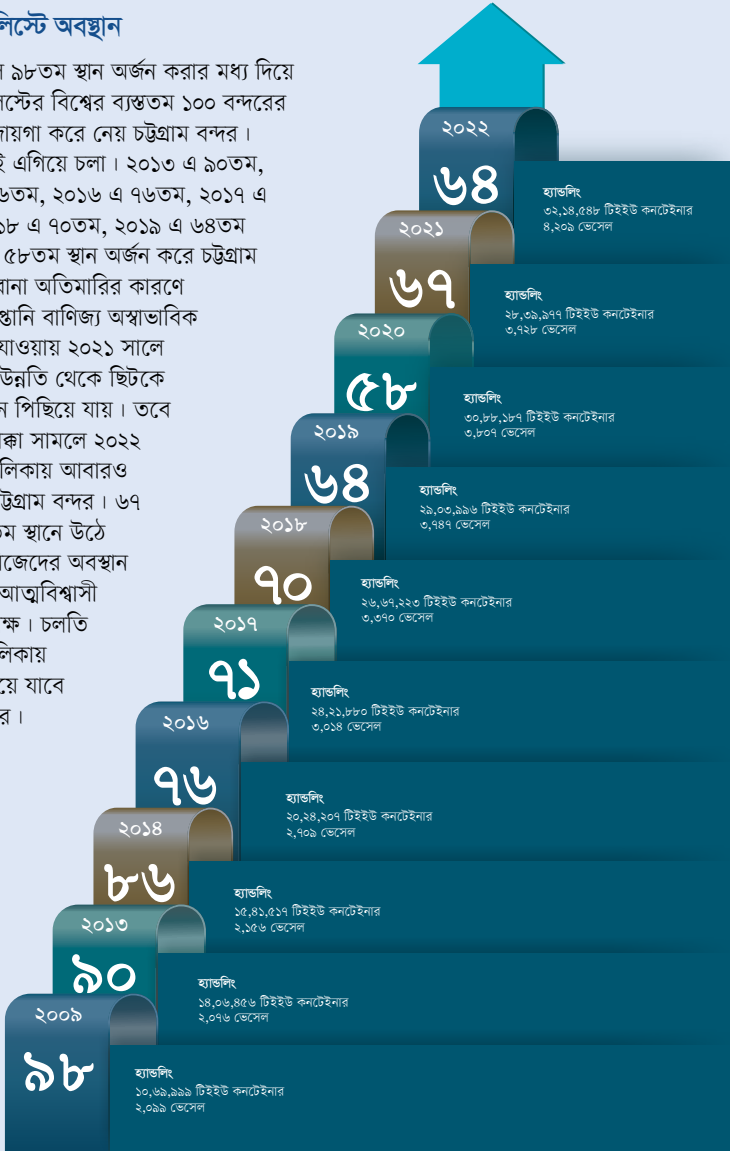 লিস্টে অবস্থান
৯৮তম স্থান অর্জন করার মধ্য দিয়ে
স্টের বিশ্বের ব্যস্ততম ১০০ বন্দরের
জায়গা করে নেয় চট্টগ্রাম বন্দর।
ই এগিয়ে চলা। ২০১৩ এ ৯০তম,
৬তম, ২০১৬ এ ৭৬তম, ২০১৭ এ
১৮ এ ৭০তম, ২০১৯ এ ৬৪তম
৫৮তম স্থান অর্জন করে চট্টগ্রাম
রোনা অতিমারির কারণে
প্তানি বাণিজ্য অস্বাভাবিক
যাওয়ায় ২০২১ সালে
উন্নতি থেকে ছিটকে
ন পিছিয়ে যায়। তবে
ক্কা সামলে ২০২২
লিকায় আবারও
ট্টগ্রাম বন্দর। ৬৭
তম স্থানে উঠে
জেদের অবস্থান
আত্মবিশ্বাসী
ক্ষ। চলতি
লিকায়
য়ে যাবে
র।
২০২২
৬৪
হ্যান্ডলিং
৩২,১৪,৫৪৮ টিইইউ কনটেইনার
৪,২০৯ ভেসেল
২০২১
৬৭
হ্যান্ডলিং
২৮,৩৯,৯৭৭ টিইইউ কনটেইনার
৩,৭২৮ ভেসেল
২০২০
৫৮
হ্যান্ডলিং
৩০,৮৮,১৮৭ টিইইউ কনটেইনার
৩,৮০৭ ভেসেল
২০১৯
৬৪
হ্যান্ডলিং
২৯,০৩,৯৯৬ টিইইউ কনটেইনার
৩,৭৪৭ ভেসেল
২০১৮
৭০
হ্যান্ডলিং
২৬,৬৭,২২৩ টিইইউ কনটেইনার
৩,৩৭০ ভেসেল
২০১৭
৭১
হ্যান্ডলিং
২৪,২১,৮৮০ টিইইউ কনটেইনার
৩,০১৪ ভেসেল
২০১৬
৭৬
হ্যান্ডলিং
২০,২৪,২০৭ টিইইউ কনটেইনার
২,৭০৯ ভেসেল
২০১৪
৮৬
হ্যান্ডলিং
১৫,৪১,৫১৭ টিইইউ কনটেইনার
২,১৫৬ ভেসেল
২০১৩
৯০
হ্যান্ডলিং
১৪,০৬,৪৫৬ টিইইউ কনটেইনার
২,০৭৬ ভেসেল
২০০৯
৯৮
হ্যান্ডলিং
১০,৬৯,৯৯৯ টিইইউ কনটেইনার
২,০৯৯ ভেসেল